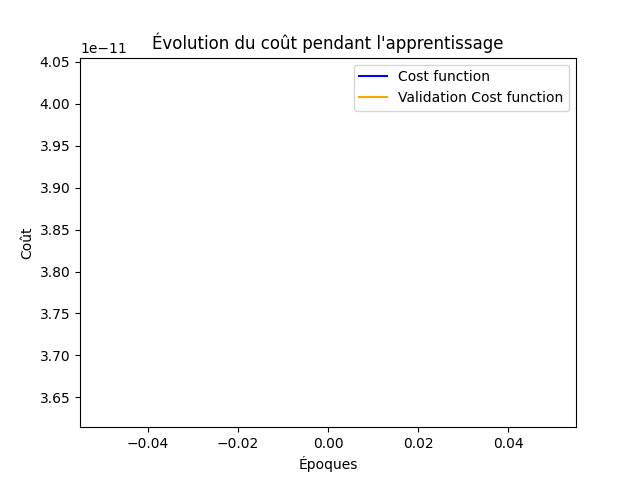 Évolution du coût pendant l'apprentissage
1e−11
4.05
4.00
3.95
3.90
3.85
3.80
3.75
3.70
3.65
Coût
Cost function
Validation Cost function
−0.04
−0.02
0.00
0.02
0.04
Époques